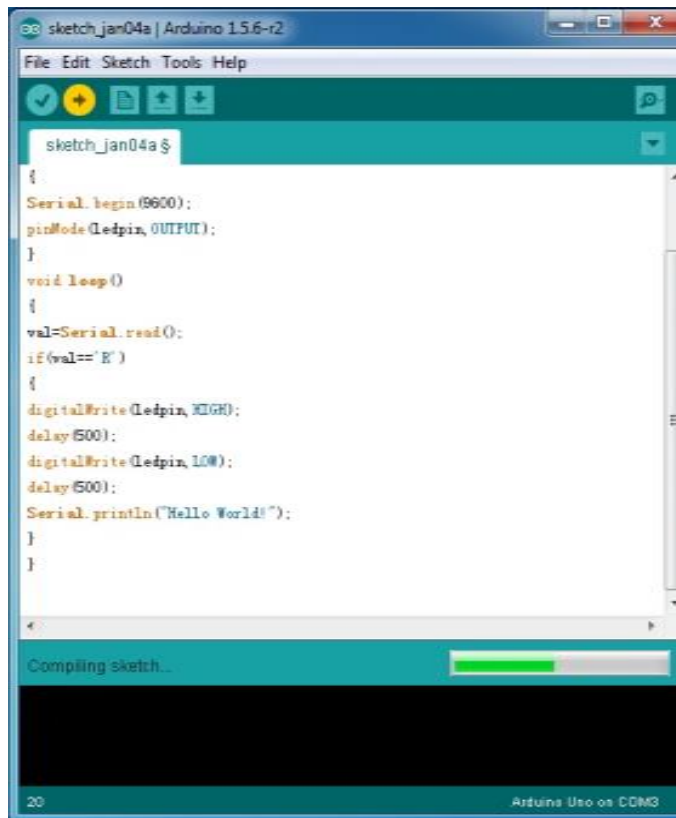 sketch_jan04a | Arduino 1.5.6-r2
File Edit Sketch Tools Help
sketch_jan04a §
{
Serial.begin(9600);
pinMode(ledpin,OUTPUT);
}
void loop()
{
val=Serial.read();
if(val=='R')
{
digitalWrite(ledpin,HIGH);
delay(500);
digitalWrite(ledpin,LOW);
delay(500);
Serial.println("Hello World!");
}
}
Compiling sketch...
20 Arduino Uno on COM3